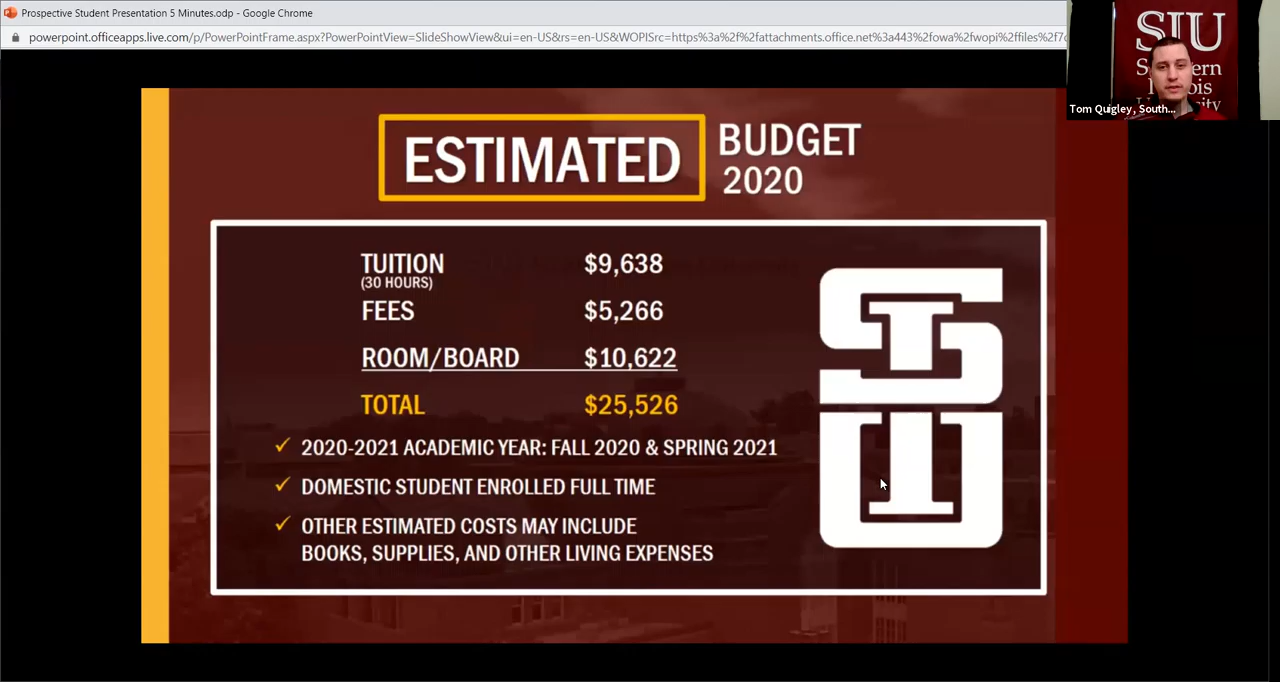 Prospective Student Presentation 5 Minutes.odp - Google Chrome
powerpoint.officeapps.live.com/p/PowerPointFrame.aspx?PowerPointView=SlideShowView&ui=en-US&rs=en-US&WOPISrc=https%3a%2f%2fattachments.office.net%3a443%2fowa%2fwopi%2ffiles%2f7
SIU
Tom Quigley, South...
ESTIMATED
BUDGET
2020
TUITION $9,638
(30 HOURS)
FEES $5,266
ROOM/BOARD $10,622
TOTAL $25,526
✓ 2020-2021 ACADEMIC YEAR: FALL 2020 & SPRING 2021
✓ DOMESTIC STUDENT ENROLLED FULL TIME
✓ OTHER ESTIMATED COSTS MAY INCLUDE
BOOKS, SUPPLIES, AND OTHER LIVING EXPENSES
SIU